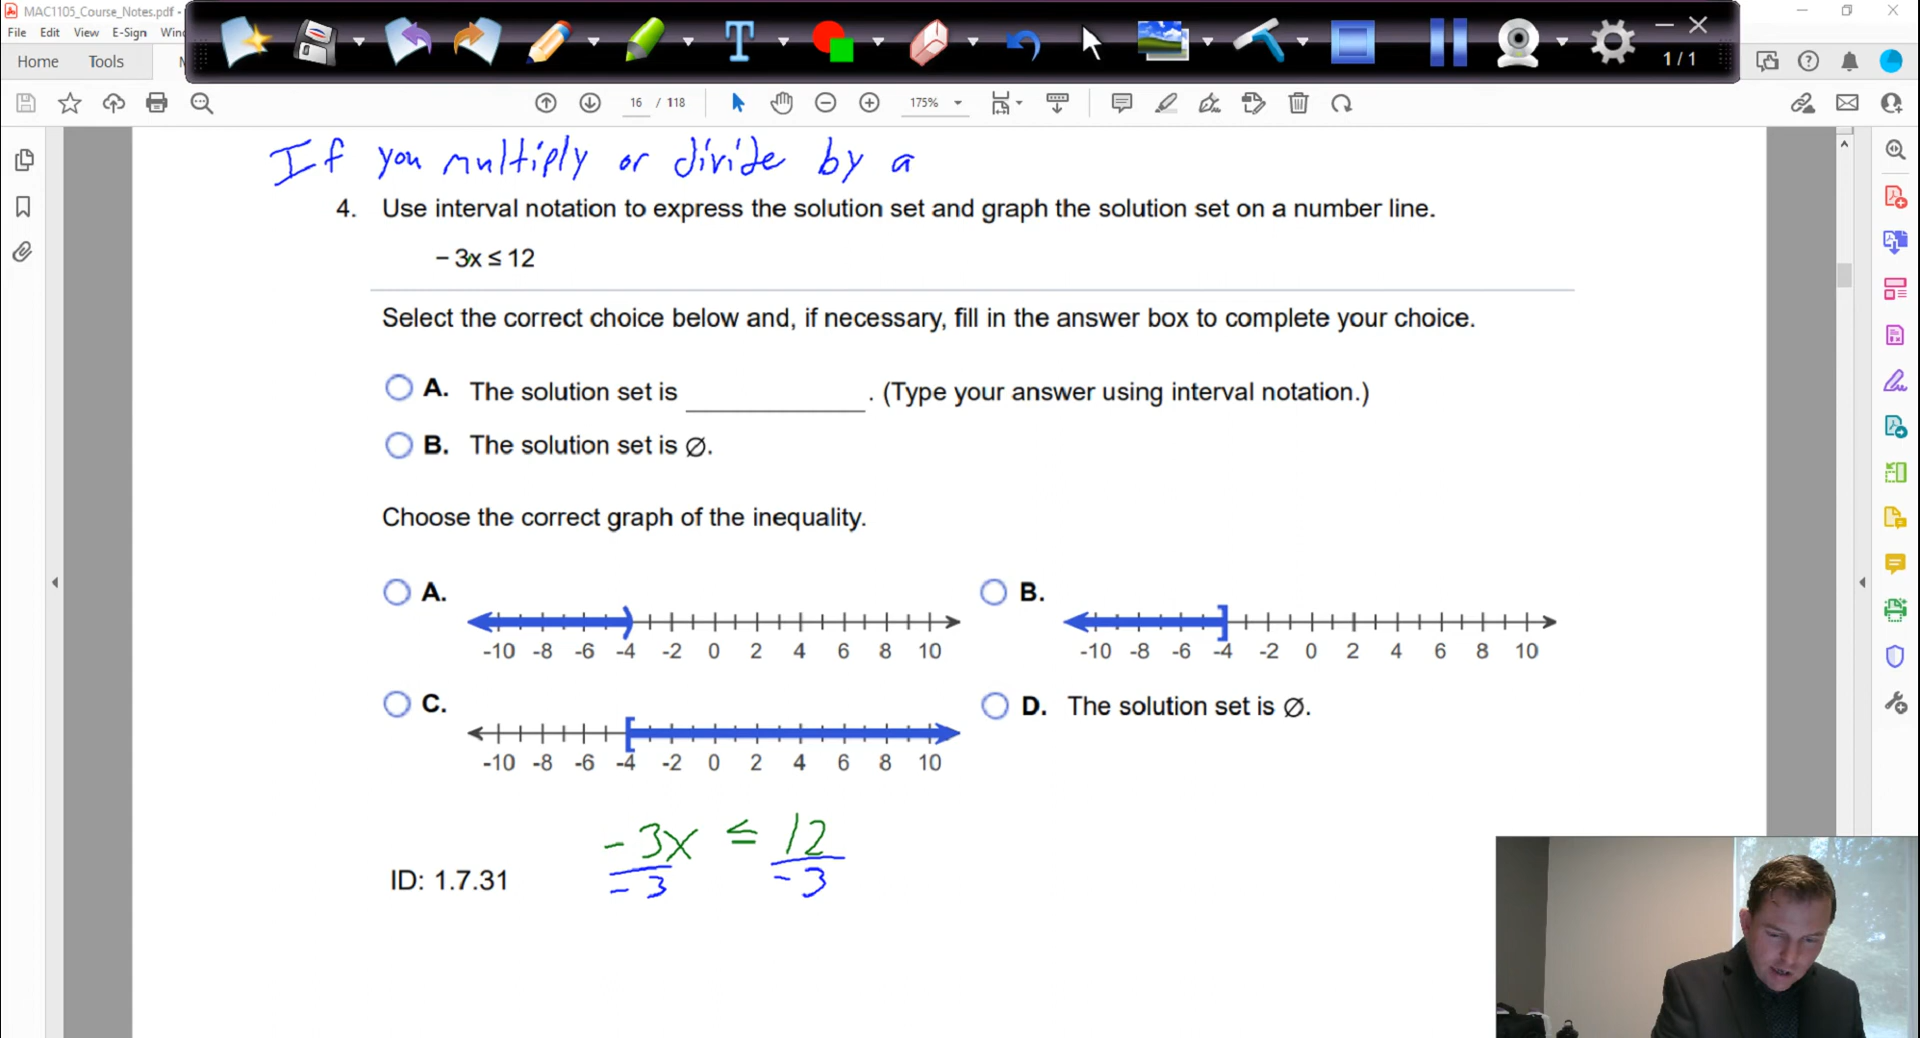 MAC1105_Course_Notes.pdf -
File Edit View E-Sign
1 / 1
Home Tools
16 / 118 175%
If you multiply or divide by a
4. Use interval notation to express the solution set and graph the solution set on a number line.
− 3x ≤ 12
Select the correct choice below and, if necessary, fill in the answer box to complete your choice.
A. The solution set is ____________. (Type your answer using interval notation.)
B. The solution set is ∅.
Choose the correct graph of the inequality.
A.
-10 -8 -6 -4 -2 0 2 4 6 8 10
B.
-10 -8 -6 -4 -2 0 2 4 6 8 10
C.
-10 -8 -6 -4 -2 0 2 4 6 8 10
D. The solution set is ∅.
-3x ≤ 12
-3 -3
ID: 1.7.31